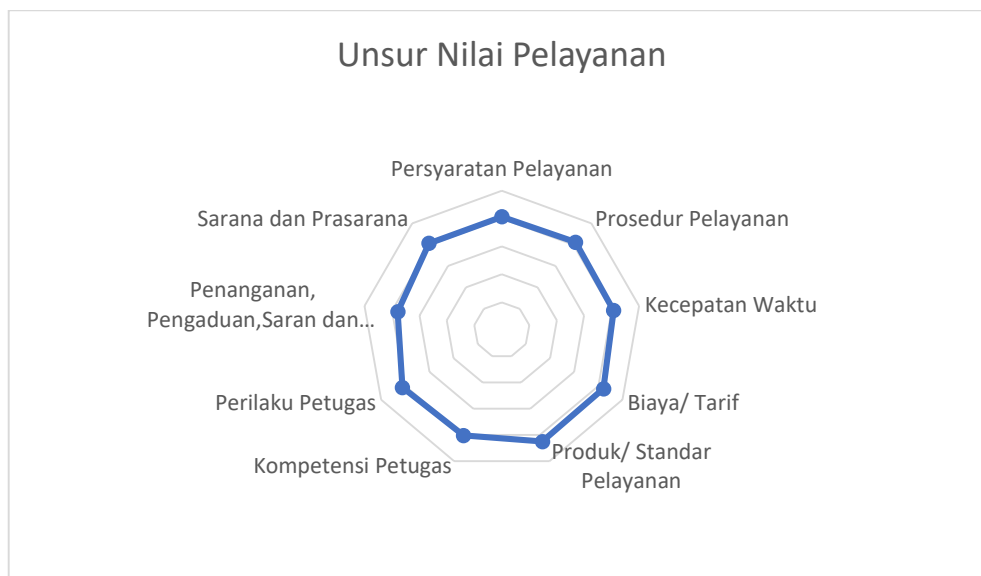 Unsur Nilai Pelayanan
Persyaratan Pelayanan
Prosedur Pelayanan
Kecepatan Waktu
Biaya/ Tarif
Produk/ Standar
Pelayanan
Kompetensi Petugas
Perilaku Petugas
Penanganan,
Pengaduan,Saran dan...
Sarana dan Prasarana